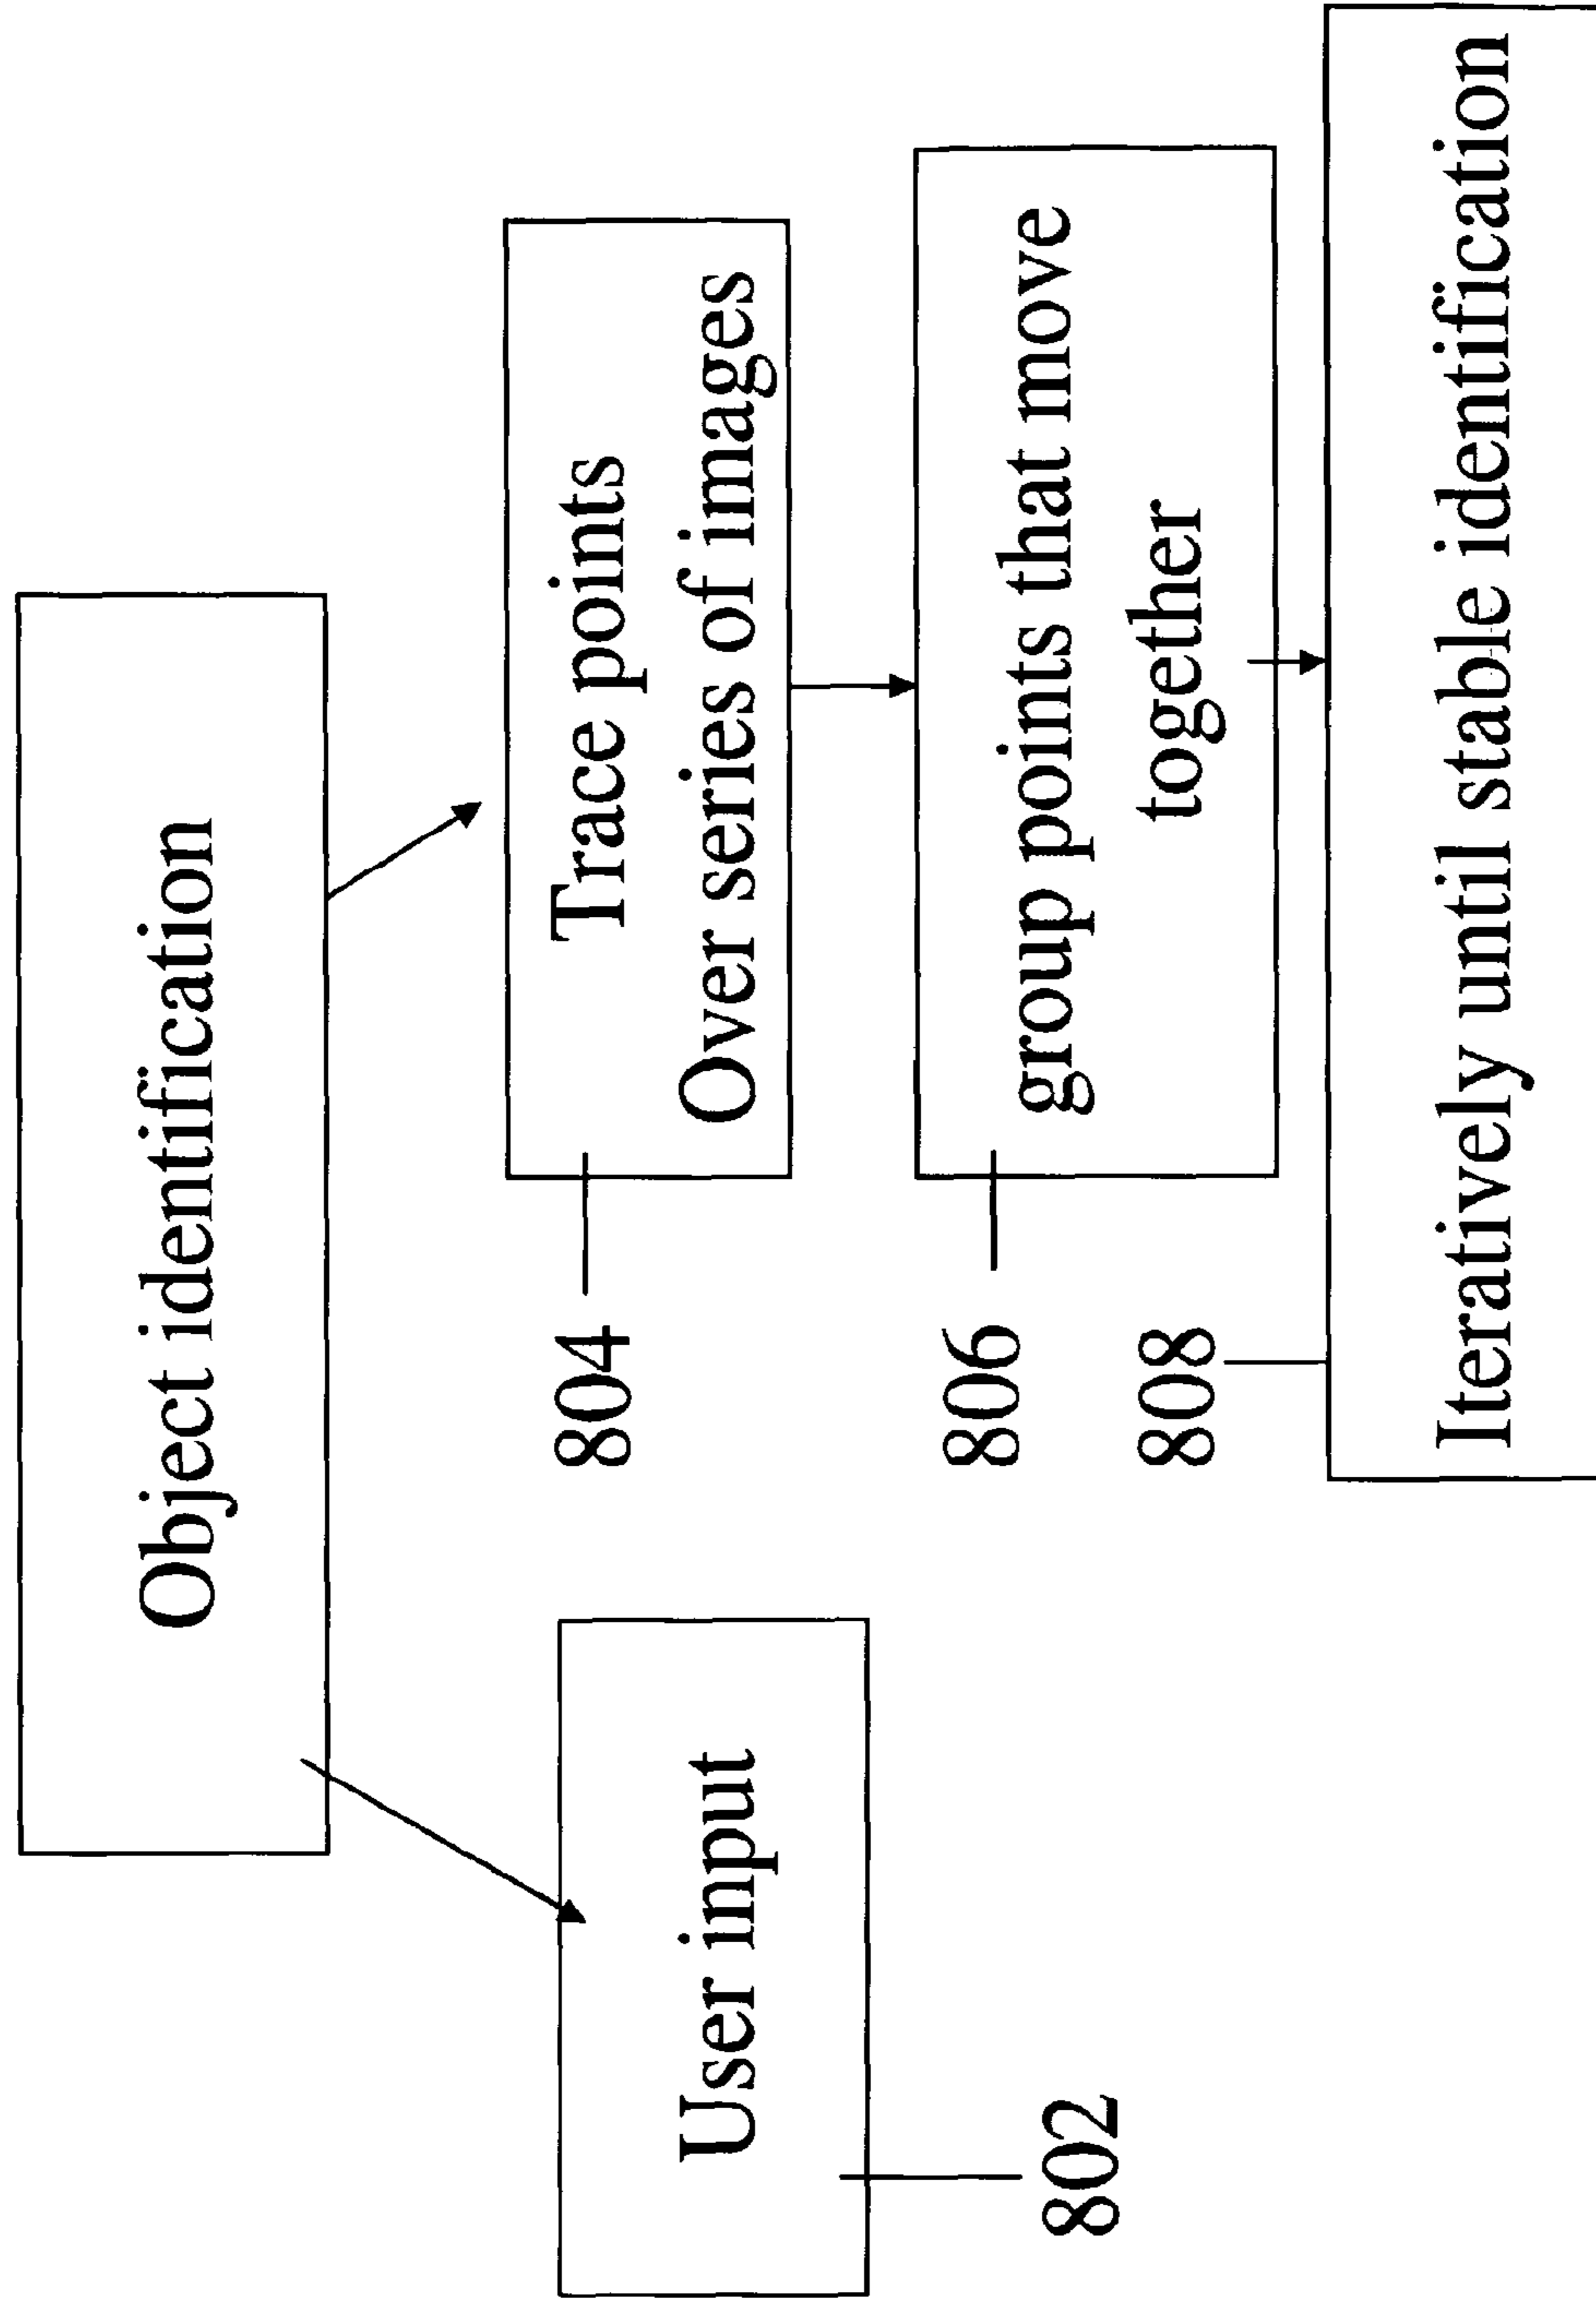 Object identification
User input
802
Trace points
Over series of images
804
group points that move
together
806
808
Iteratively until stable identification